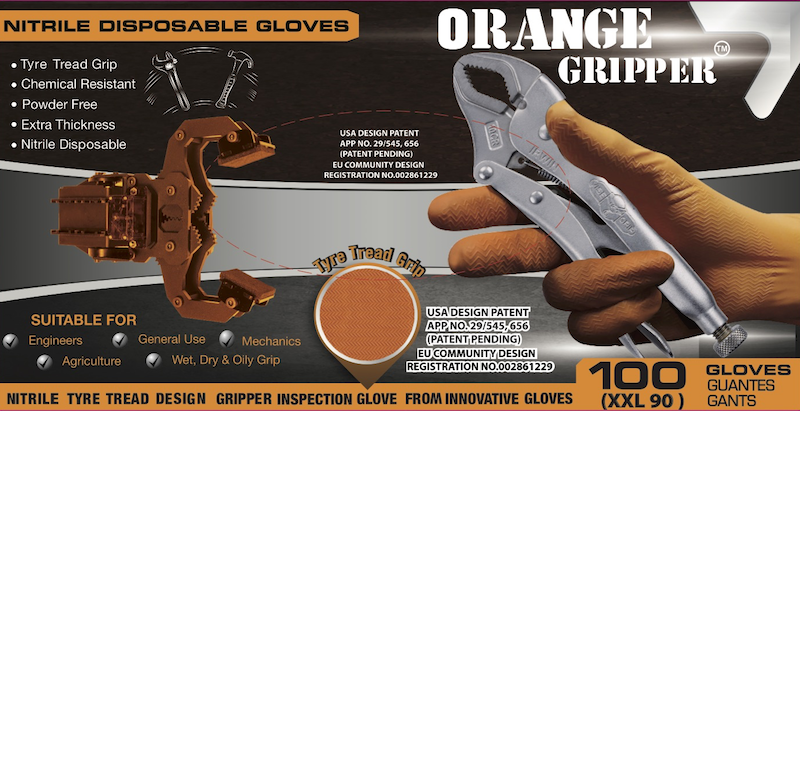 NITRILE DISPOSABLE GLOVES
ORANGE
GRIPPER™
• Tyre Tread Grip
• Chemical Resistant
• Powder Free
• Extra Thickness
• Nitrile Disposable
USA DESIGN PATENT
APP NO. 29/545, 656
(PATENT PENDING)
EU COMMUNITY DESIGN
REGISTRATION NO.002861229
Tyre Tread Grip
SUITABLE FOR
Engineers
General Use
Mechanics
Agriculture
Wet, Dry & Oily Grip
USA DESIGN PATENT
APP NO. 29/545, 656
(PATENT PENDING)
EU COMMUNITY DESIGN
REGISTRATION NO.002861229
NITRILE TYRE TREAD DESIGN GRIPPER INSPECTION GLOVE FROM INNOVATIVE GLOVES
100
(XXL 90 )
GLOVES
GUANTES
GANTS